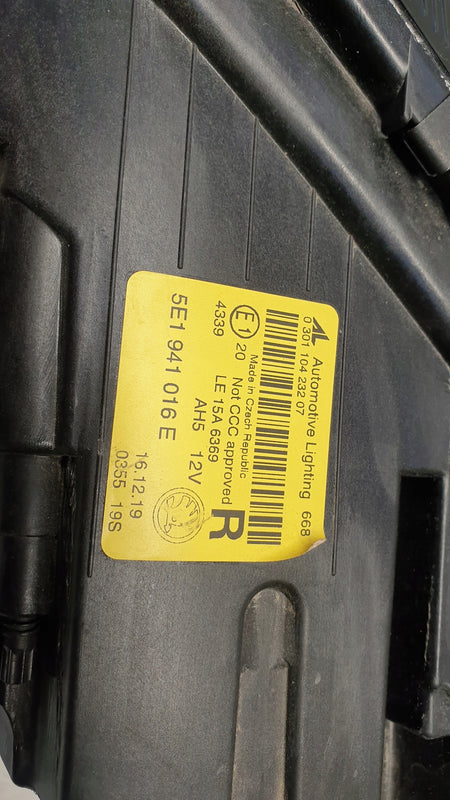 AL Automotive Lighting 668
0 301 104 232 07
Made in Czech Republic
E1 20 Not CCC approved R
4339 LE 15A 6369
AH5 12V
5E1 941 016 E
16.12.19
0355 19S